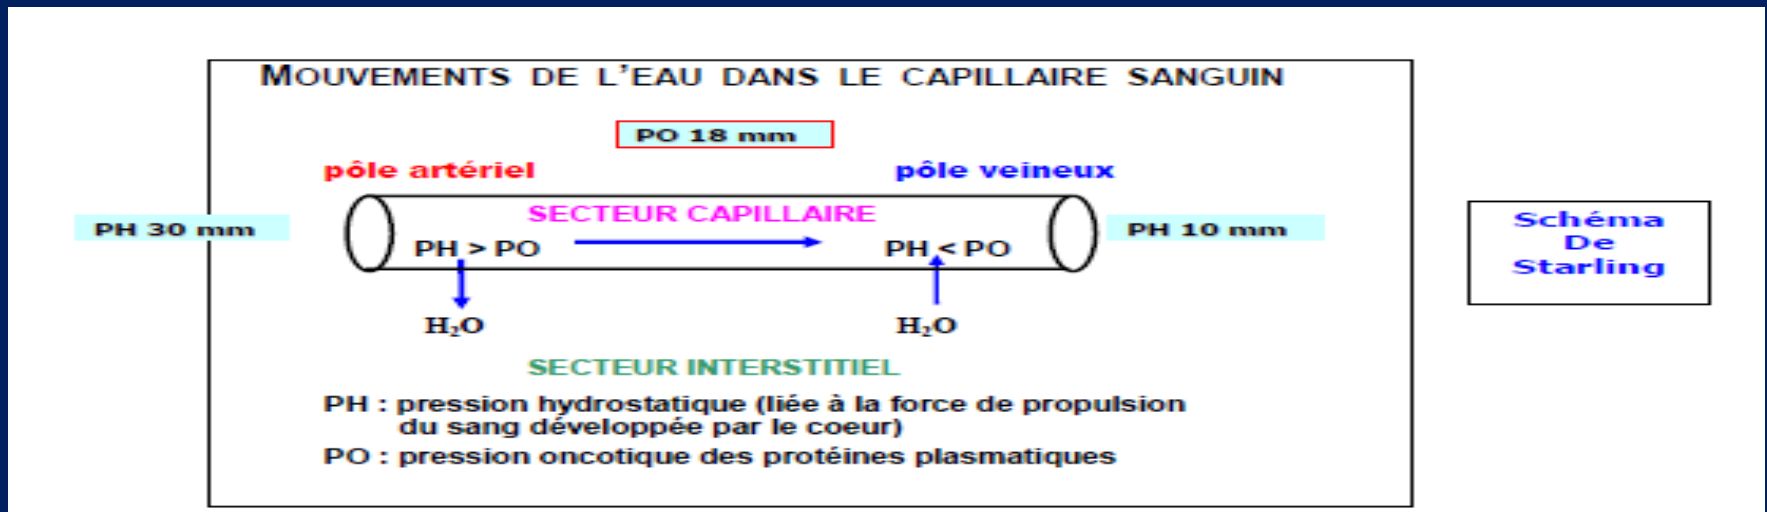 MOUVEMENTS DE L'EAU DANS LE CAPILLAIRE SANGUIN
PO 18 mm
pôle artériel
pôle veineux
PH 30 mm
SECTEUR CAPILLAIRE
PH 10 mm
PH > PO
PH < PO
H₂O
H₂O
SECTEUR INTERSTITIEL
PH : pression hydrostatique (liée à la force de propulsion
du sang développée par le coeur)
PO : pression oncotique des protéines plasmatiques
Schéma
De
Starling